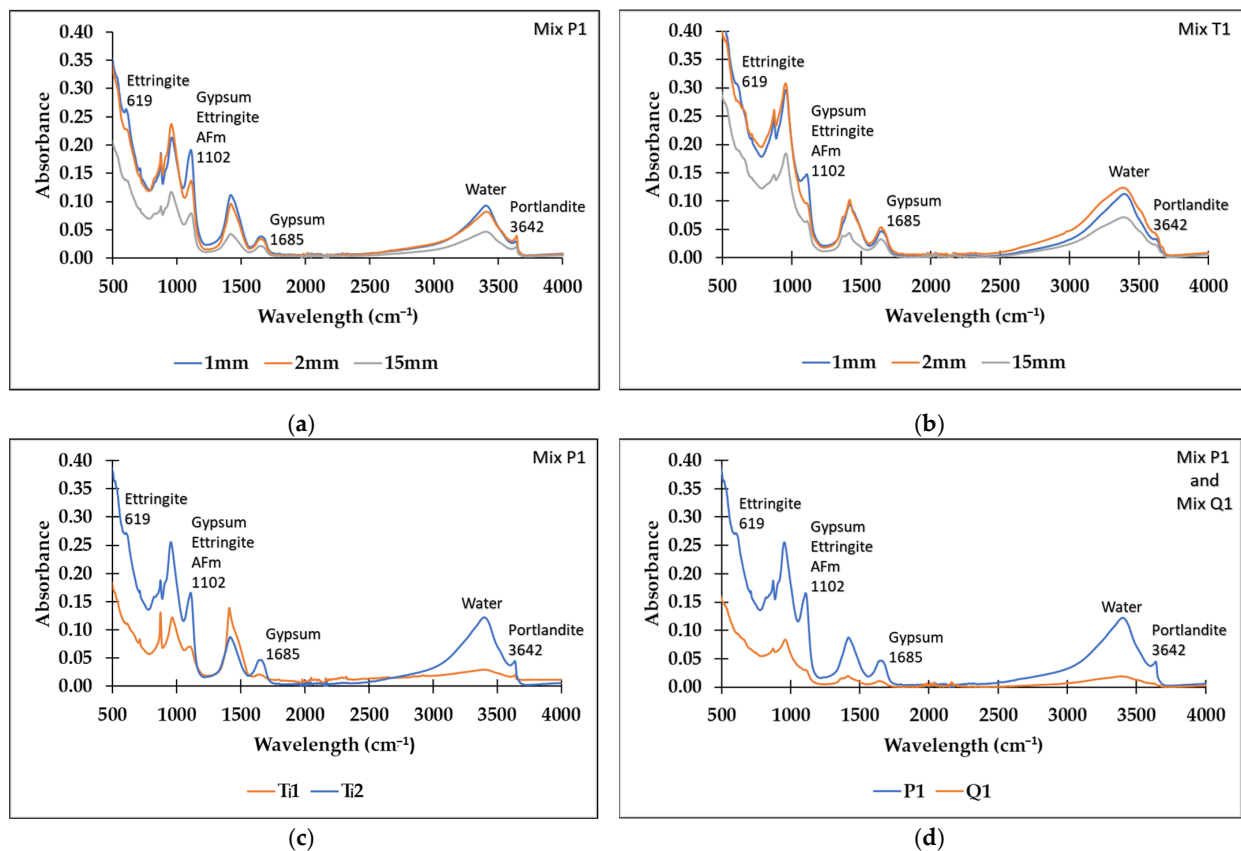 Mix P1
0.40
0.35
0.30
0.25
0.20
0.15
0.10
0.05
0.00
Absorbance
Ettringite
619
Gypsum
Ettringite
AFm
1102
Gypsum
1685
Water
Portlandite
3642
500 1000 1500 2000 2500 3000 3500 4000
Wavelength (cm⁻¹)
1mm 2mm 15mm
(a)
Mix T1
0.40
0.35
0.30
0.25
0.20
0.15
0.10
0.05
0.00
Absorbance
Ettringite
619
Gypsum
Ettringite
AFm
1102
Gypsum
1685
Water
Portlandite
3642
500 1000 1500 2000 2500 3000 3500 4000
Wavelength (cm⁻¹)
1mm 2mm 15mm
(b)
Mix P1
0.40
0.35
0.30
0.25
0.20
0.15
0.10
0.05
0.00
Absorbance
Ettringite
619
Gypsum
Ettringite
AFm
1102
Gypsum
1685
Water
Portlandite
3642
500 1000 1500 2000 2500 3000 3500 4000
Wavelength (cm⁻¹)
Ti1 Ti2
(c)
Mix P1
and
Mix Q1
0.40
0.35
0.30
0.25
0.20
0.15
0.10
0.05
0.00
Absorbance
Ettringite
619
Gypsum
Ettringite
AFm
1102
Gypsum
1685
Water
Portlandite
3642
500 1000 1500 2000 2500 3000 3500 4000
Wavelength (cm⁻¹)
P1 Q1
(d)